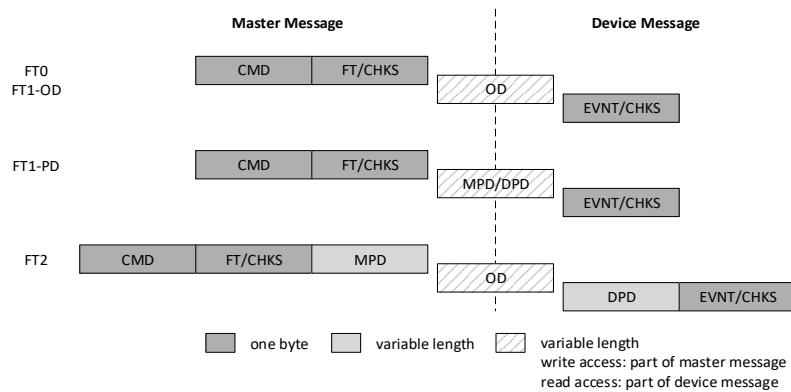 Master Message Device Message
FT0 CMD FT/CHKS
FT1-OD OD
EVNT/CHKS
FT1-PD CMD FT/CHKS
MPD/DPD
EVNT/CHKS
FT2 CMD FT/CHKS MPD
OD
DPD EVNT/CHKS
one byte variable length variable length
write access: part of master message
read access: part of device message